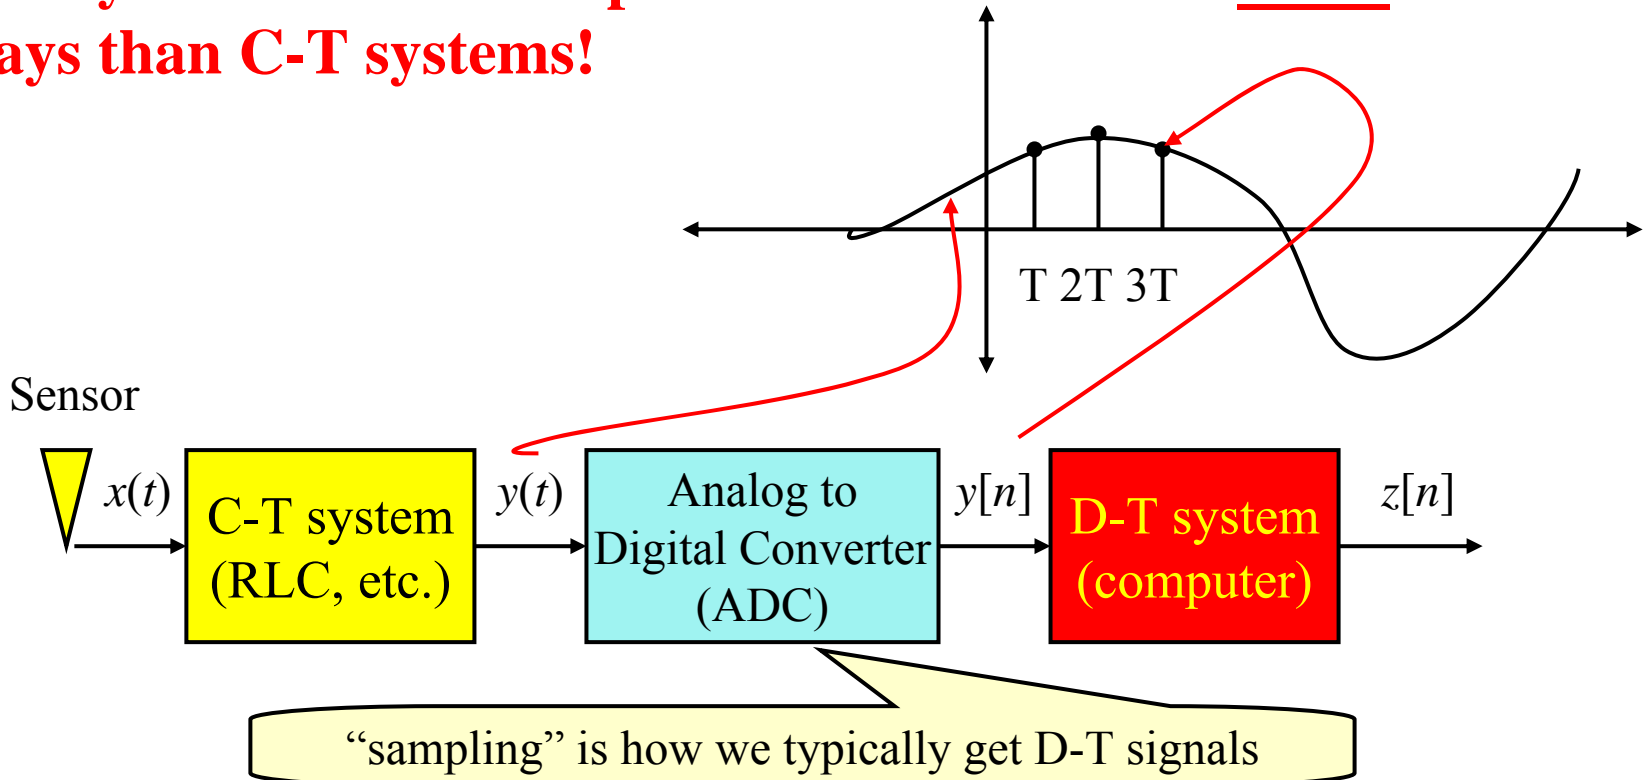 ays than C-T systems!
T 2T 3T
Sensor
x(t)
C-T system
(RLC, etc.)
y(t)
Analog to
Digital Converter
(ADC)
y[n]
D-T system
(computer)
z[n]
“sampling” is how we typically get D-T signals